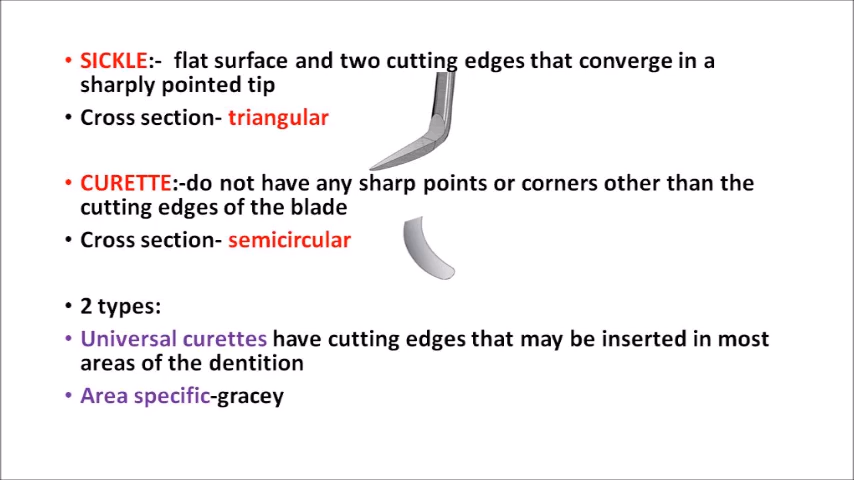 • SICKLE:-  flat surface and two cutting edges that converge in a
sharply pointed tip
• Cross section- triangular
• CURETTE:-do not have any sharp points or corners other than the
cutting edges of the blade
• Cross section- semicircular
• 2 types:
• Universal curettes have cutting edges that may be inserted in most
areas of the dentition
• Area specific-gracey